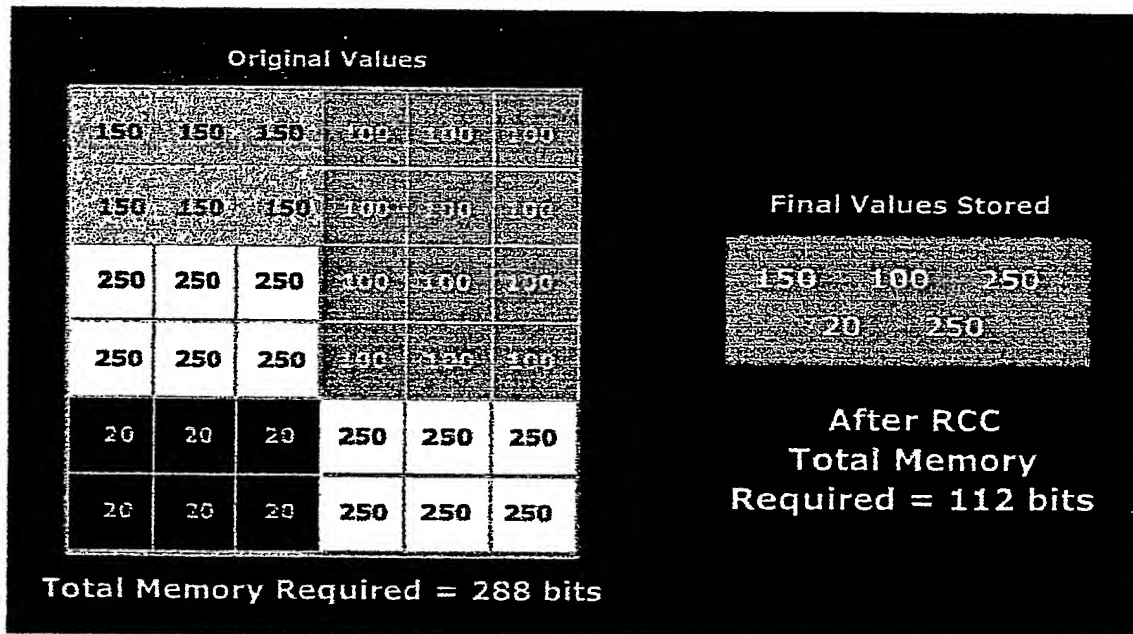 Original Values
150 150 150 100 100 100
150 150 150 100 100 100
250 250 250 100 100 100
250 250 250 100 100 100
20 20 20 250 250 250
20 20 20 250 250 250
Total Memory Required = 288 bits
Final Values Stored
150 100 250
20 250
After RCC
Total Memory
Required = 112 bits